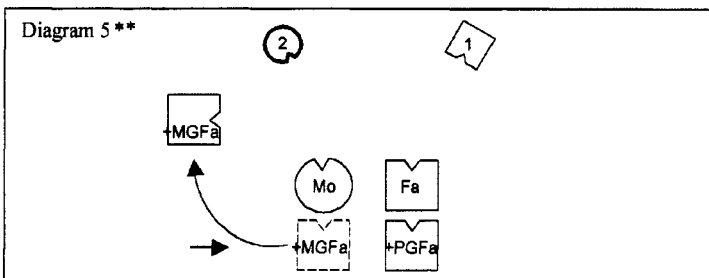 Diagram 5**
2
1
+MGFa
Mo
Fa
+MGFa
+PGFa